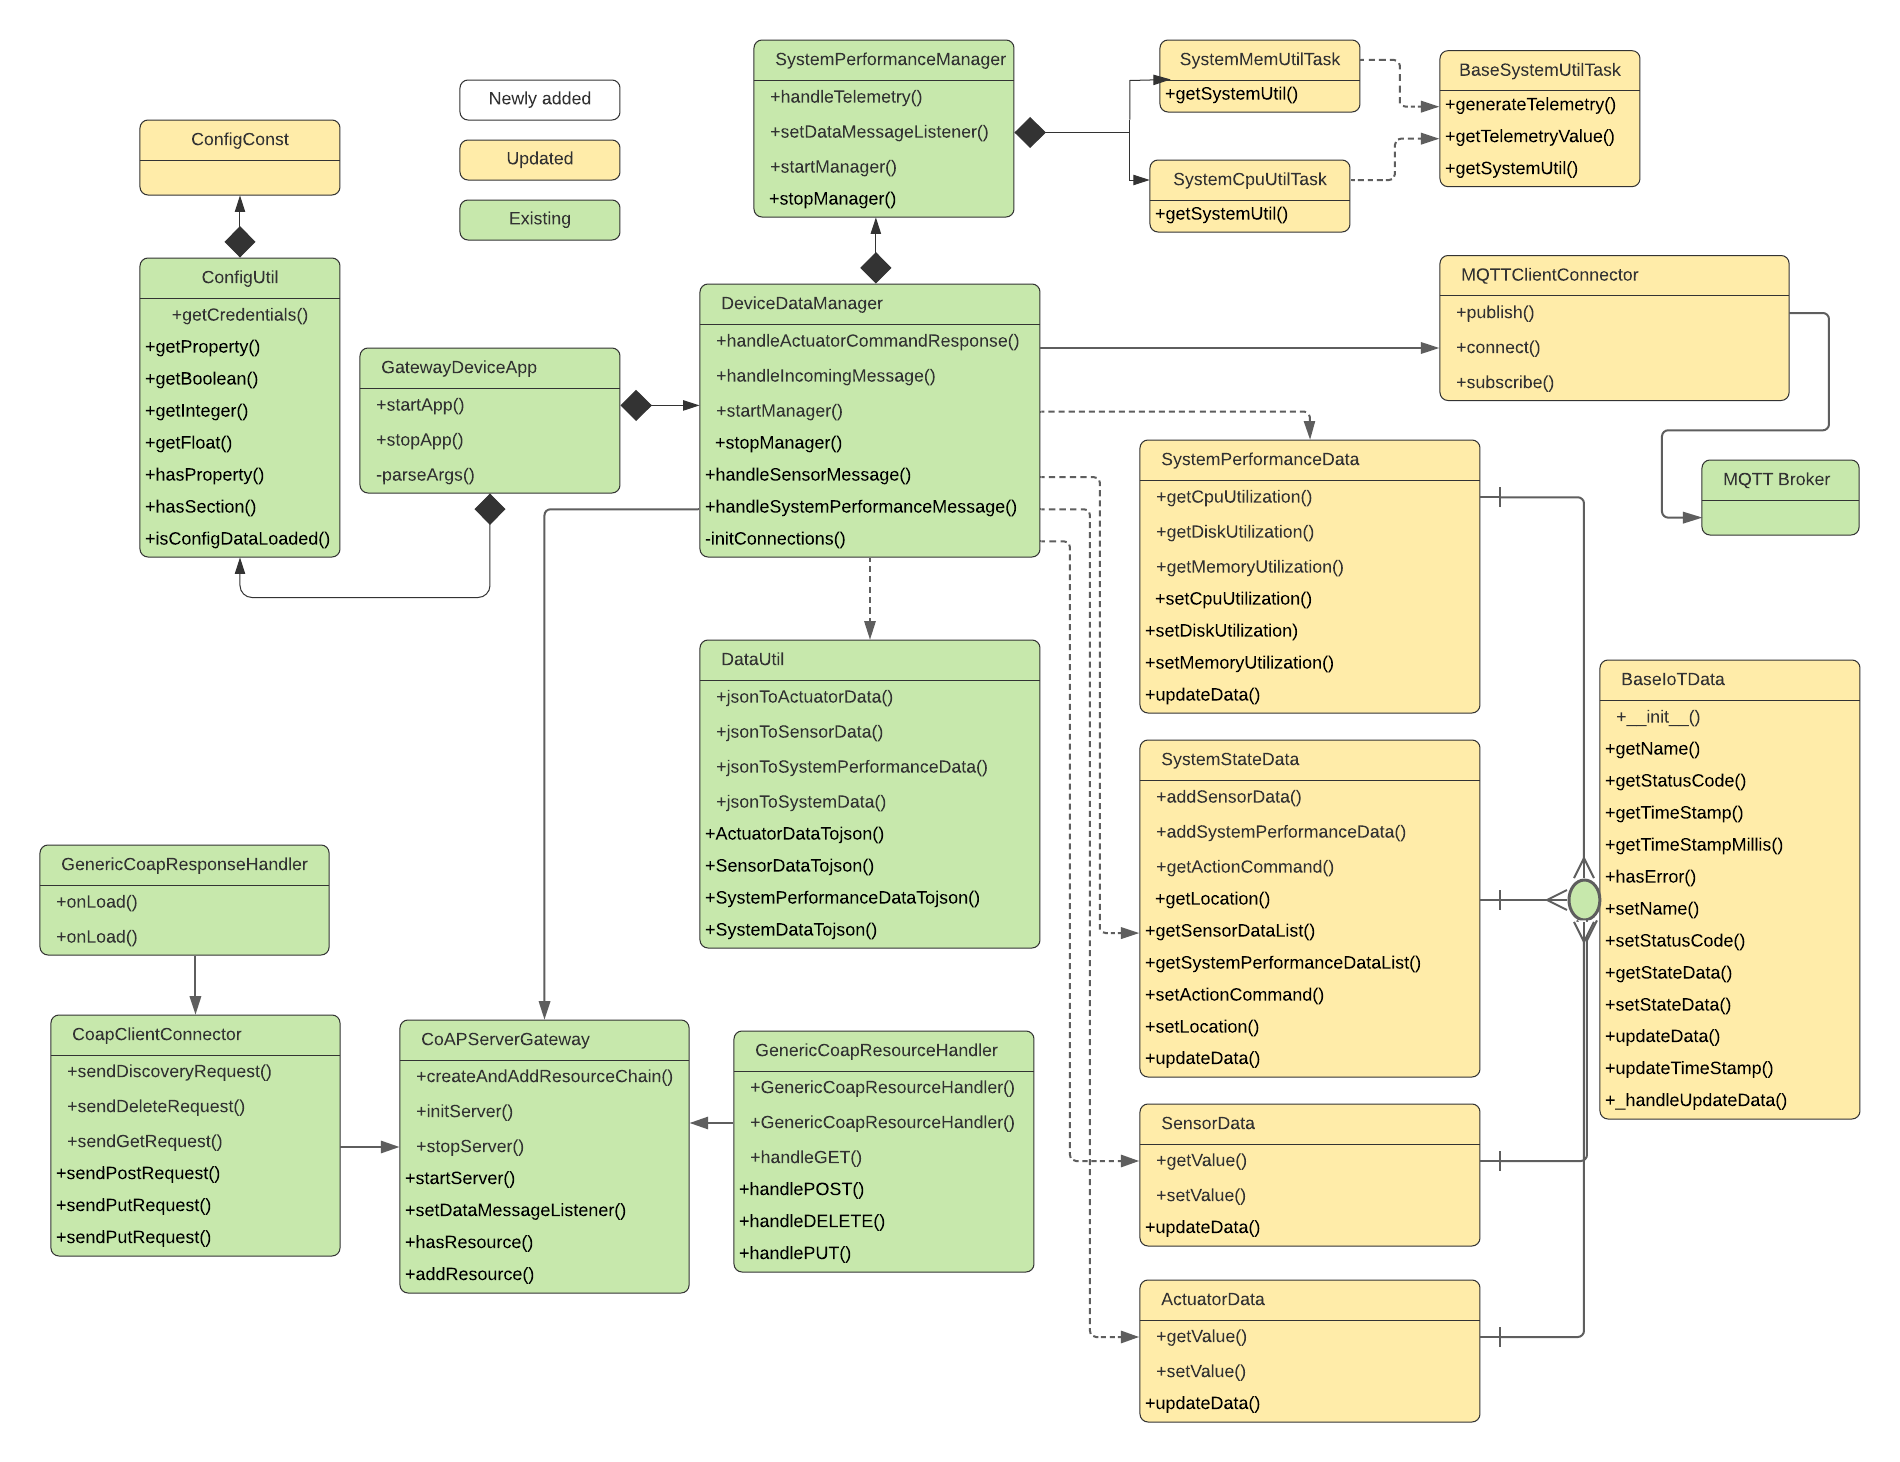 Newly added
Updated
Existing
ConfigConst
ConfigUtil
+getCredentials()
+getProperty()
+getBoolean()
+getInteger()
+getFloat()
+hasProperty()
+hasSection()
+isConfigDataLoaded()
GatewayDeviceApp
+startApp()
+stopApp()
-parseArgs()
SystemPerformanceManager
+handleTelemetry()
+setDataMessageListener()
+startManager()
+stopManager()
SystemMemUtilTask
+getSystemUtil()
SystemCpuUtilTask
+getSystemUtil()
BaseSystemUtilTask
+generateTelemetry()
+getTelemetryValue()
+getSystemUtil()
DeviceDataManager
+handleActuatorCommandResponse()
+handleIncomingMessage()
+startManager()
+stopManager()
+handleSensorMessage()
+handleSystemPerformanceMessage()
-initConnections()
MQTTClientConnector
+publish()
+connect()
+subscribe()
MQTT Broker
SystemPerformanceData
+getCpuUtilization()
+getDiskUtilization()
+getMemoryUtilization()
+setCpuUtilization()
+setDiskUtilization)
+setMemoryUtilization()
+updateData()
DataUtil
+jsonToActuatorData()
+jsonToSensorData()
+jsonToSystemPerformanceData()
+jsonToSystemData()
+ActuatorDataTojson()
+SensorDataTojson()
+SystemPerformanceDataTojson()
+SystemDataTojson()
SystemStateData
+addSensorData()
+addSystemPerformanceData()
+getActionCommand()
+getLocation()
+getSensorDataList()
+getSystemPerformanceDataList()
+setActionCommand()
+setLocation()
+updateData()
BaseIoTData
+__init__()
+getName()
+getStatusCode()
+getTimeStamp()
+getTimeStampMillis()
+hasError()
+setName()
+setStatusCode()
+getStateData()
+setStateData()
+updateData()
+updateTimeStamp()
+_handleUpdateData()
GenericCoapResponseHandler
+onLoad()
+onLoad()
CoapClientConnector
+sendDiscoveryRequest()
+sendDeleteRequest()
+sendGetRequest()
+sendPostRequest()
+sendPutRequest()
+sendPutRequest()
CoAPServerGateway
+createAndAddResourceChain()
+initServer()
+stopServer()
+startServer()
+setDataMessageListener()
+hasResource()
+addResource()
GenericCoapResourceHandler
+GenericCoapResourceHandler()
+GenericCoapResourceHandler()
+handleGET()
+handlePOST()
+handleDELETE()
+handlePUT()
SensorData
+getValue()
+setValue()
+updateData()
ActuatorData
+getValue()
+setValue()
+updateData()